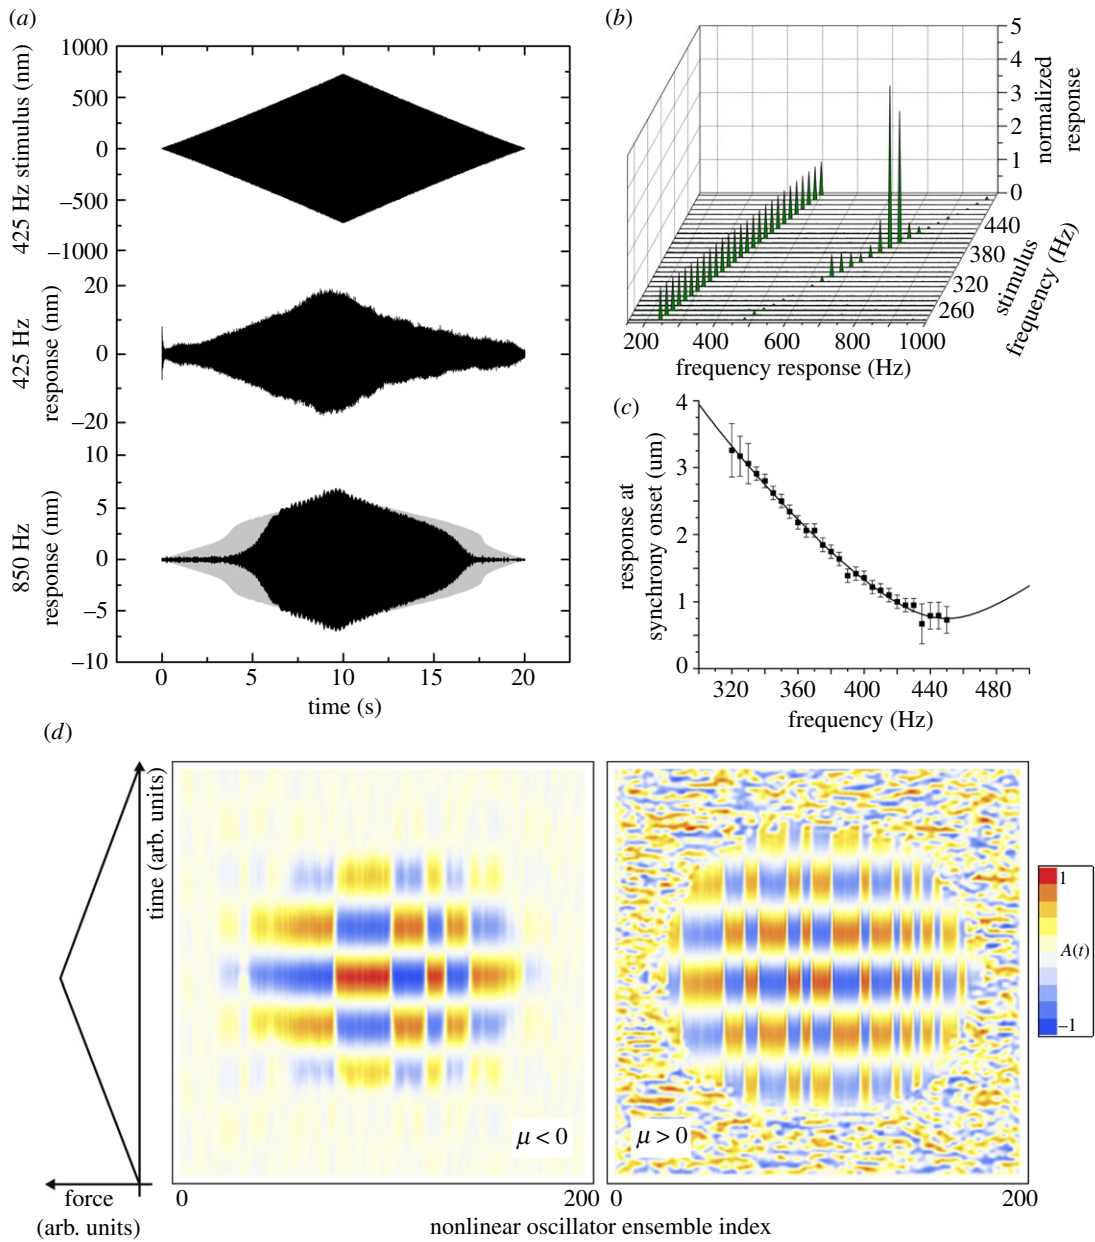 (a)
1000
500
0
−500
−1000
425 Hz stimulus (nm)
20
0
−20
425 Hz
response (nm)
10
5
0
−5
−10
850 Hz
response (nm)
0
5
10
15
20
time (s)
(b)
5
4
3
2
1
0
normalized
response
440
380
320
260
stimulus
frequency (Hz)
200
400
600
800
1000
frequency response (Hz)
(c)
4
3
2
1
0
response at
synchrony onset (um)
320
360
400
440
480
frequency (Hz)
(d)
time (arb. units)
force
(arb. units)
μ < 0
μ > 0
0
200
0
200
nonlinear oscillator ensemble index
1
A(t)
−1